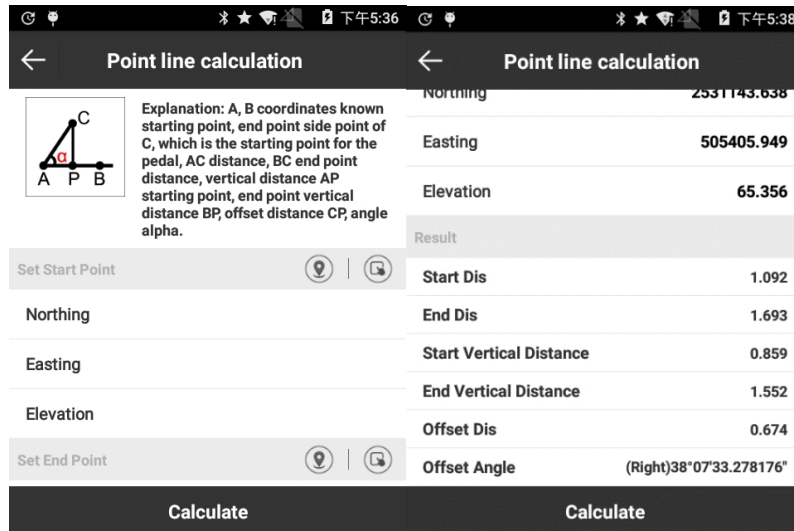 下午5:36
Point line calculation
C
α
A P B
Explanation: A, B coordinates known
starting point, end point side point of
C, which is the starting point for the
pedal, AC distance, BC end point
distance, vertical distance AP
starting point, end point vertical
distance BP, offset distance CP, angle
alpha.
Set Start Point
Northing
Easting
Elevation
Set End Point
Calculate
下午5:38
Point line calculation
Northing 2531143.638
Easting 505405.949
Elevation 65.356
Result
Start Dis 1.092
End Dis 1.693
Start Vertical Distance 0.859
End Vertical Distance 1.552
Offset Dis 0.674
Offset Angle (Right)38°07'33.278176"
Calculate